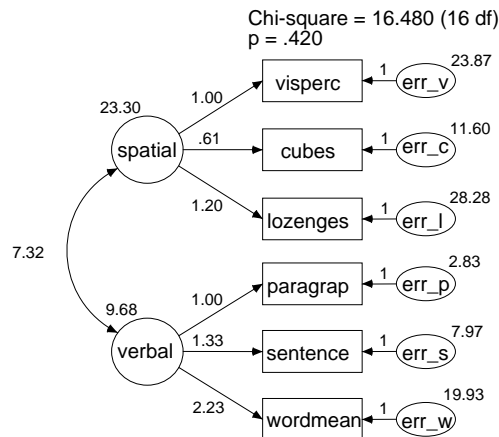 Chi-square = 16.480 (16 df)
p = .420
23.87
1.00
visperc
1
err_v
23.30
11.60
spatial
.61
cubes
1
err_c
28.28
1.20
lozenges
1
err_l
7.32
2.83
1.00
paragrap
1
err_p
9.68
7.97
verbal
1.33
sentence
1
err_s
19.93
2.23
wordmean
1
err_w